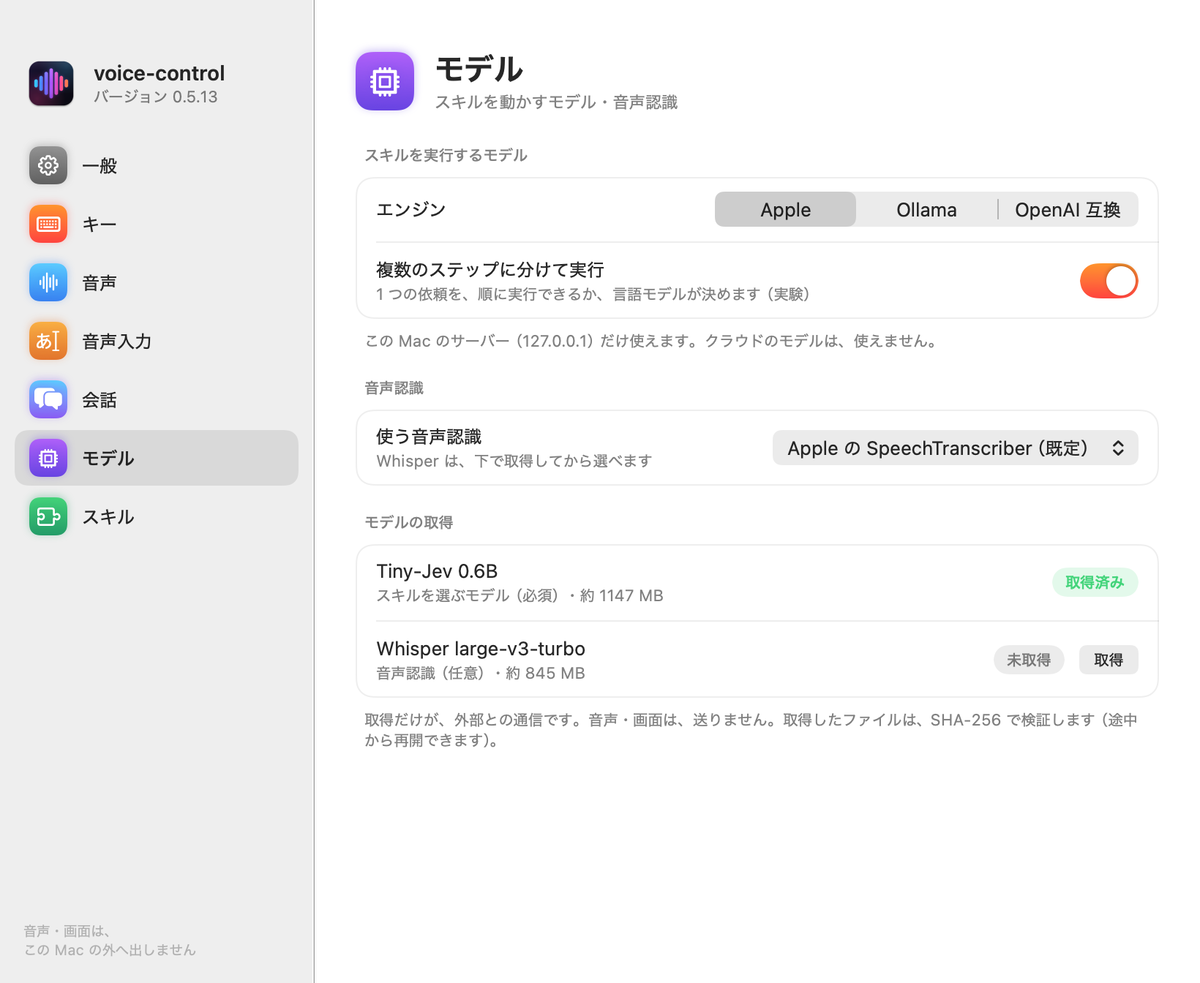 voice-control
バージョン 0.5.13
一般
キー
音声
あ
音声入力
会話
モデル
スキル
音声・画面は、
この Mac の外へ出しません
モデル
スキルを動かすモデル・音声認識
スキルを実行するモデル
エンジン
Apple
Ollama
OpenAI 互換
複数のステップに分けて実行
1 つの依頼を、順に実行できるか、言語モデルが決めます（実験）
この Mac のサーバー（127.0.0.1）だけ使えます。クラウドのモデルは、使えません。
音声認識
使う音声認識
Whisper は、下で取得してから選べます
Apple の SpeechTranscriber（既定）
モデルの取得
Tiny-Jev 0.6B
スキルを選ぶモデル（必須）・約 1147 MB
取得済み
Whisper large-v3-turbo
音声認識（任意）・約 845 MB
未取得
取得
取得だけが、外部との通信です。音声・画面は、送りません。取得したファイルは、SHA-256 で検証します（途中
から再開できます）。